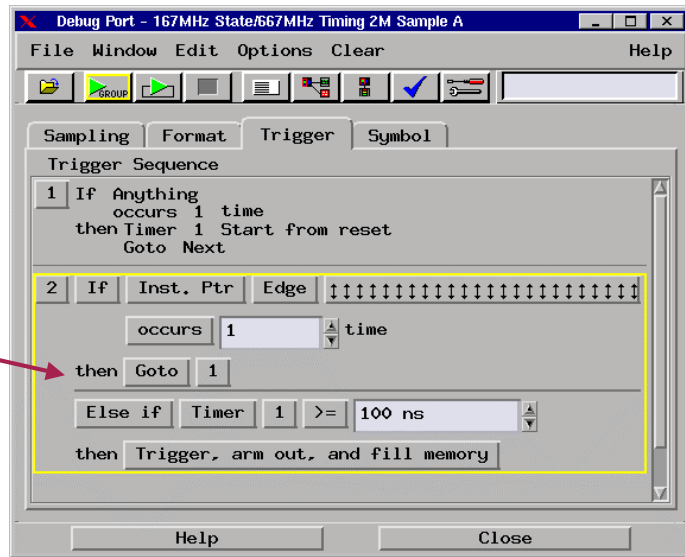 Debug Port - 167MHz State/667MHz Timing 2M Sample A
File Window Edit Options Clear Help
GROUP
Sampling Format Trigger Symbol
Trigger Sequence
1 If Anything
occurs 1 time
then Timer 1 Start from reset
Goto Next
2 If Inst. Ptr Edge ↕↕↕↕↕↕↕↕↕↕↕↕↕↕↕↕↕↕↕↕↕↕↕↕
occurs 1 time
then Goto 1
Else if Timer 1 >= 100 ns
then Trigger, arm out, and fill memory
Help Close